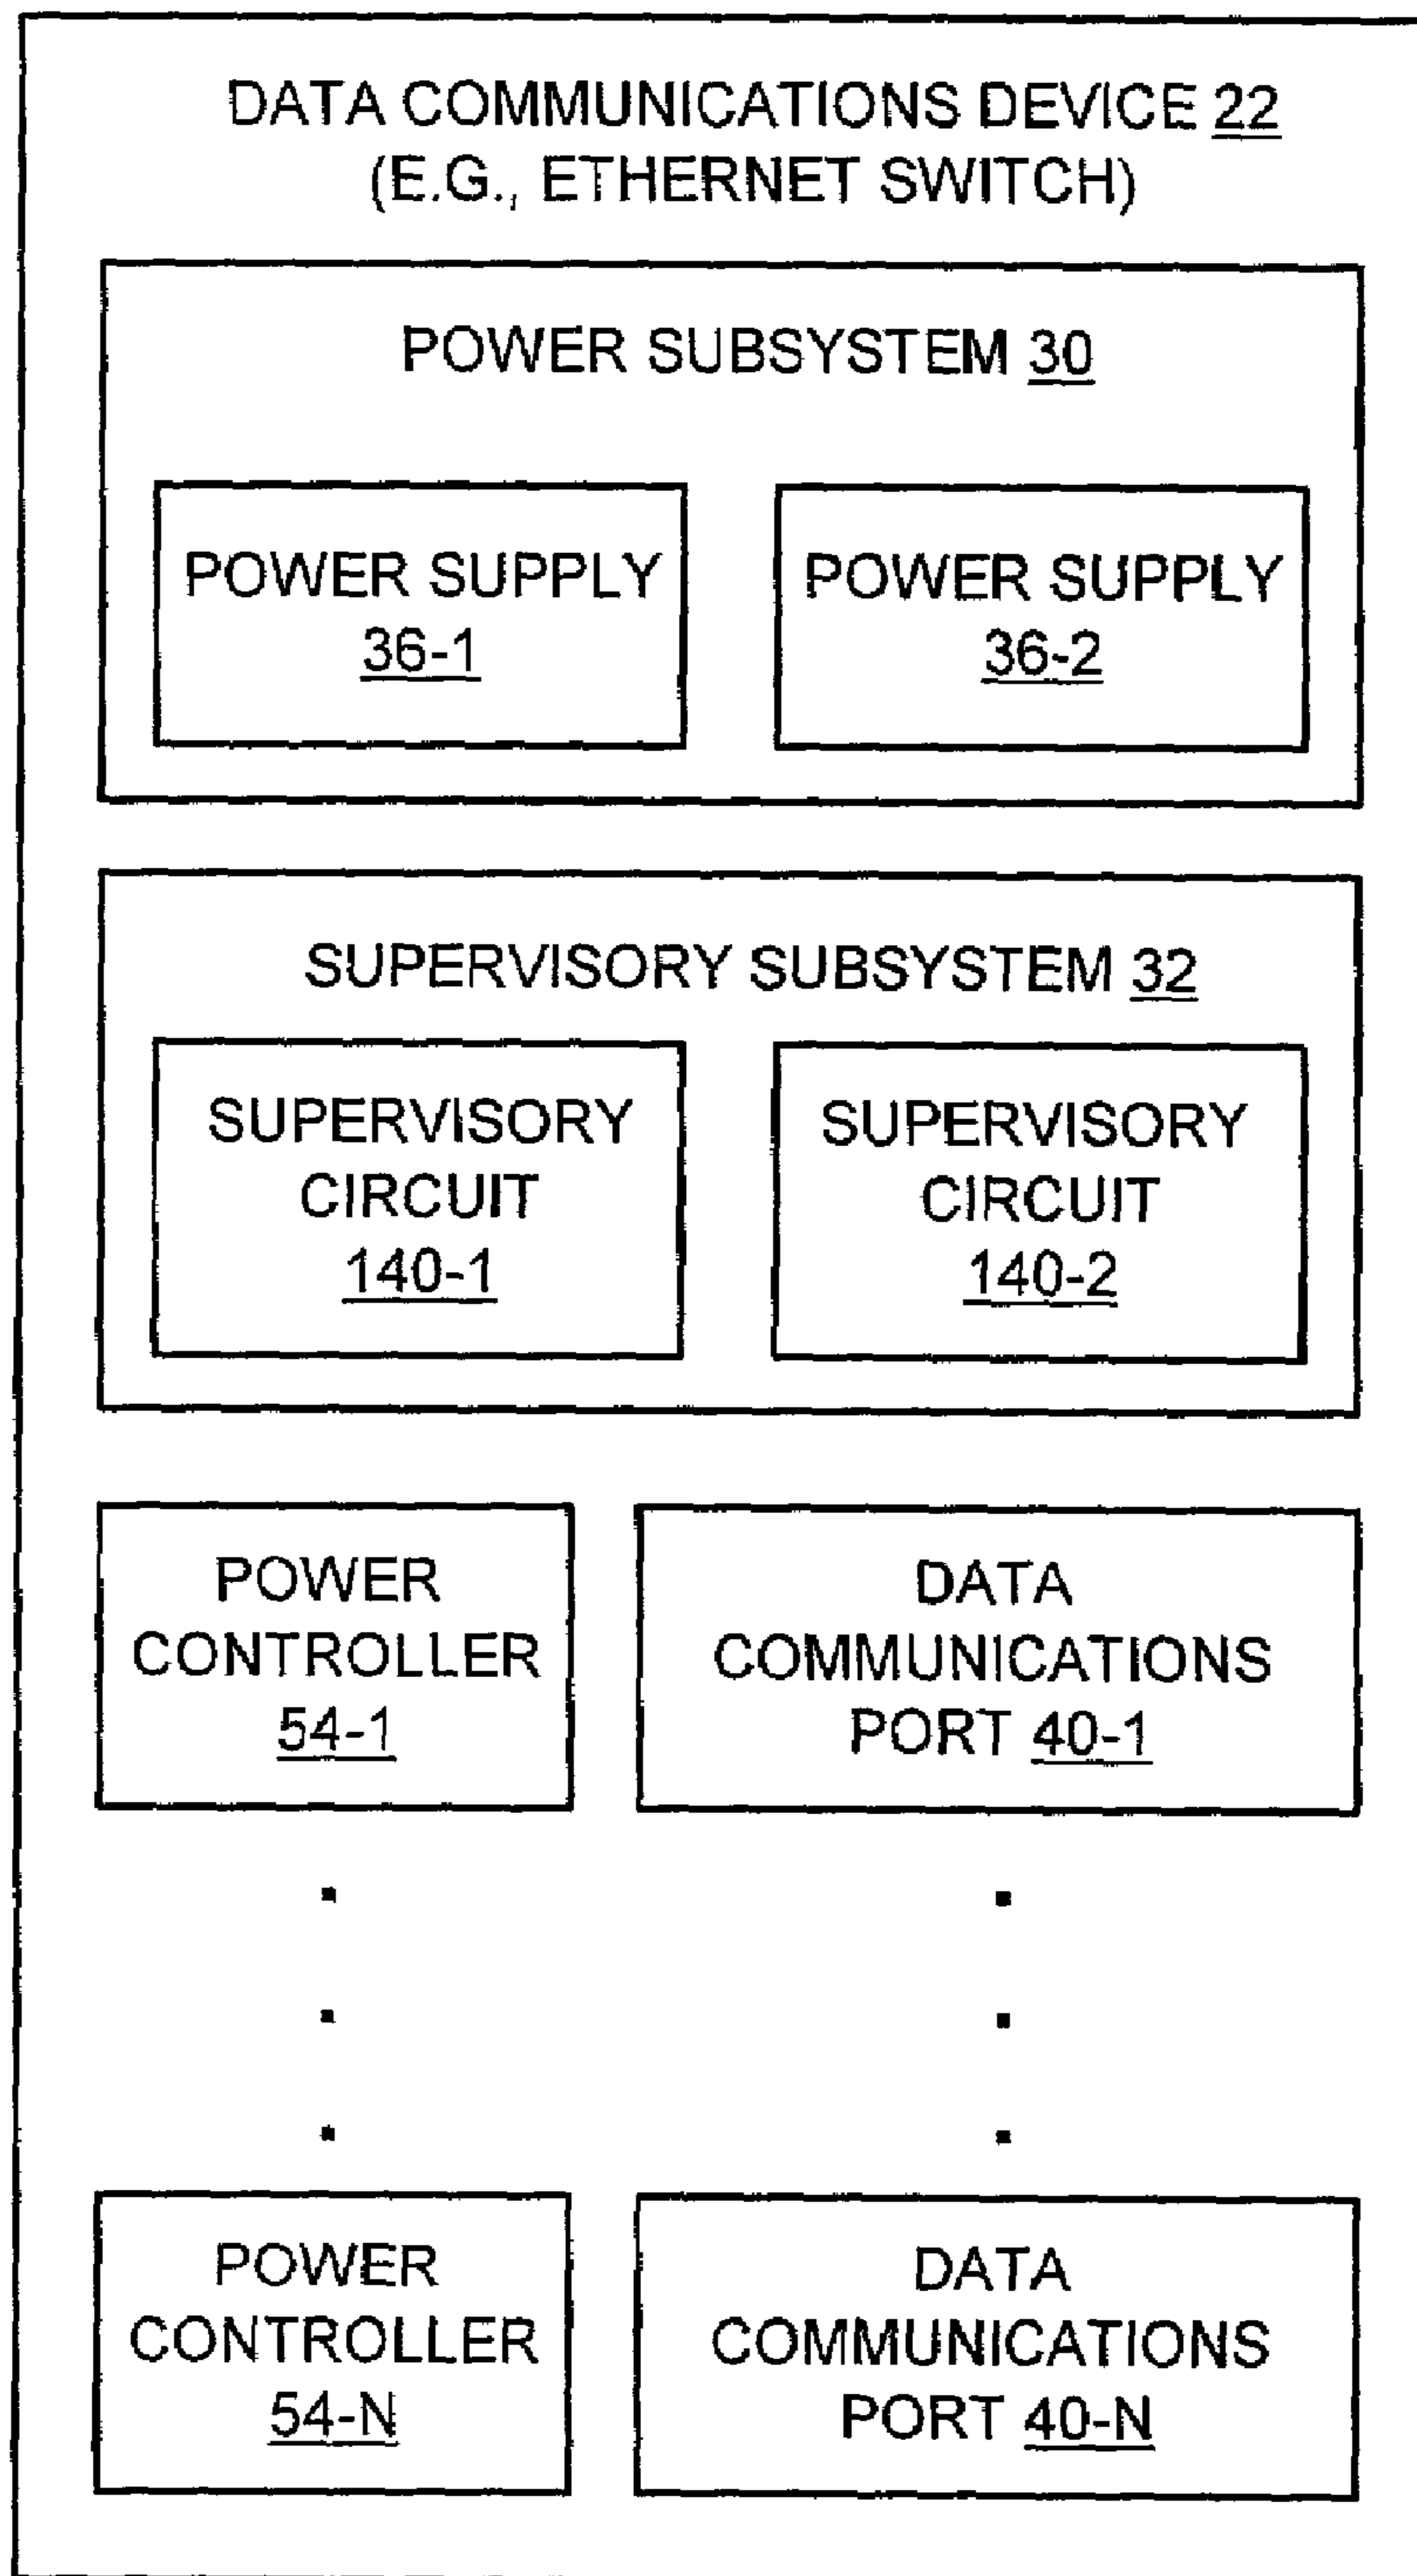 DATA COMMUNICATIONS DEVICE 22
(E.G., ETHERNET SWITCH)
POWER SUBSYSTEM 30
POWER SUPPLY
36-1
POWER SUPPLY
36-2
SUPERVISORY SUBSYSTEM 32
SUPERVISORY
CIRCUIT
140-1
SUPERVISORY
CIRCUIT
140-2
POWER
CONTROLLER
54-1
DATA
COMMUNICATIONS
PORT 40-1
POWER
CONTROLLER
54-N
DATA
COMMUNICATIONS
PORT 40-N